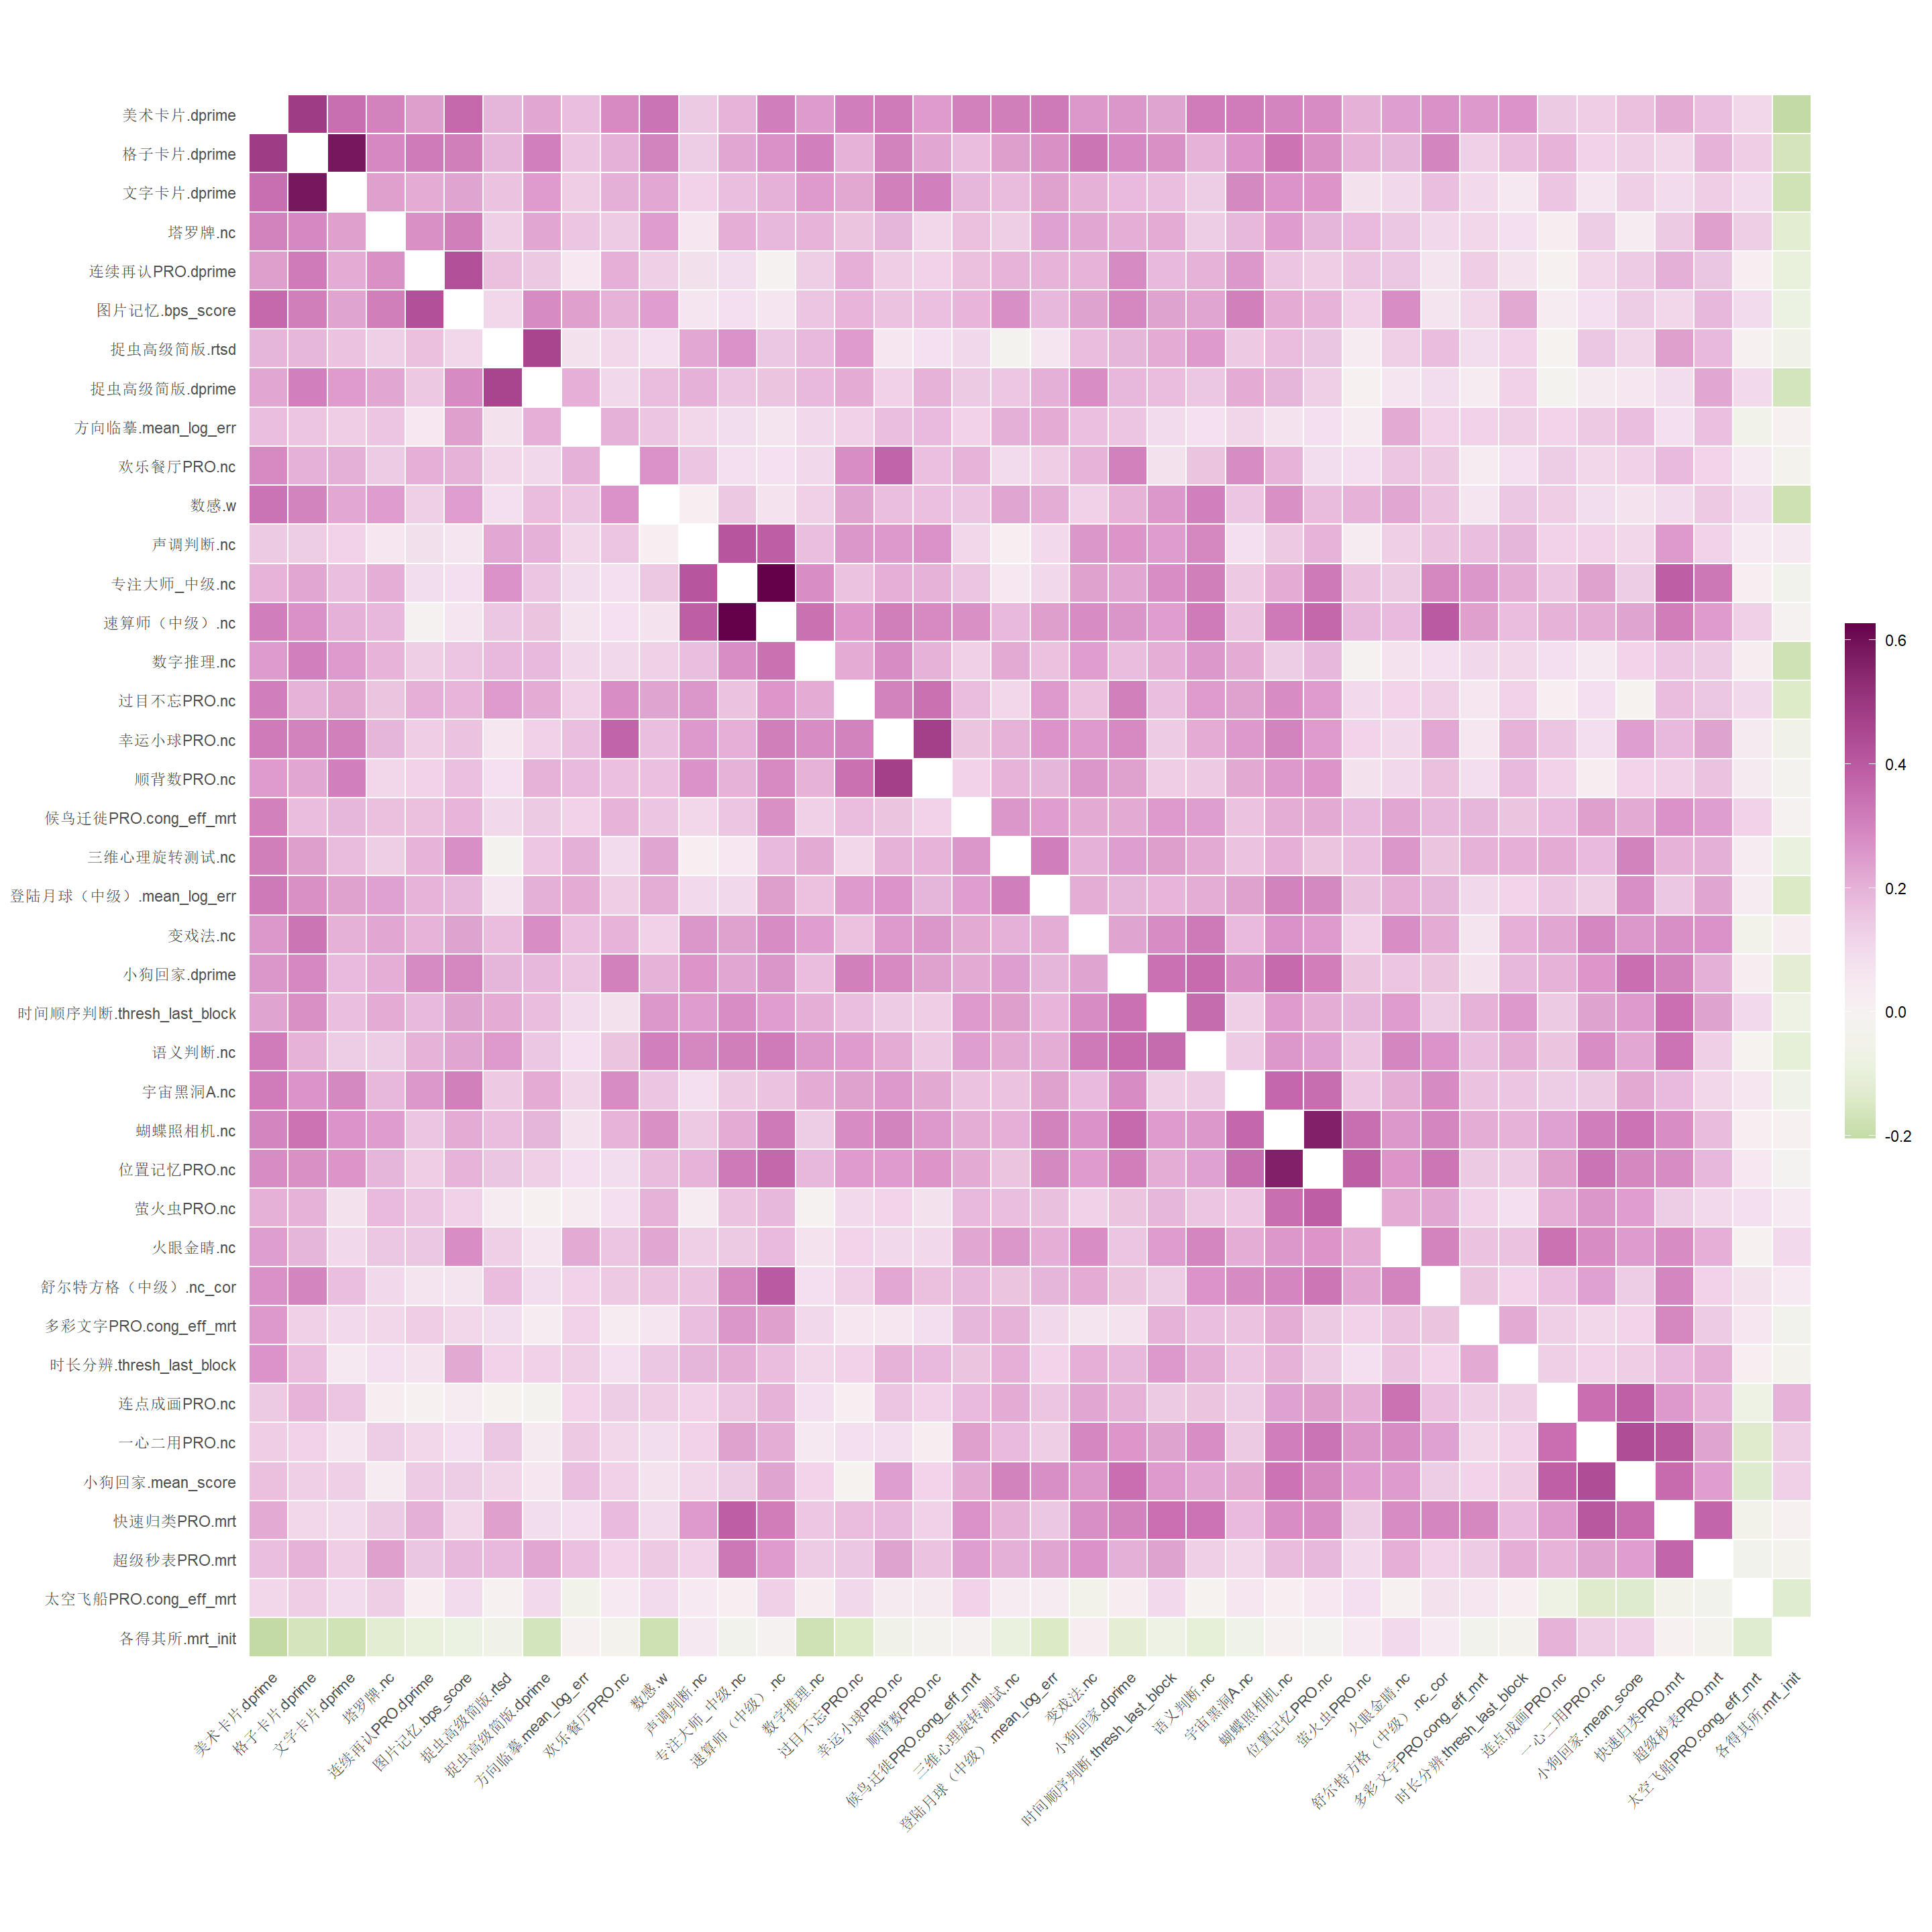 美术卡片.dprime
格子卡片.dprime
文字卡片.dprime
塔罗牌.nc
连续再认PRO.dprime
图片记忆.bps_score
捉虫高级简版.rtsd
捉虫高级简版.dprime
方向临摹.mean_log_err
欢乐餐厅PRO.nc
数感.w
声调判断.nc
专注大师_中级.nc
速算师（中级）.nc
数字推理.nc
过目不忘PRO.nc
幸运小球PRO.nc
顺背数PRO.nc
候鸟迁徙PRO.cong_eff_mrt
三维心理旋转测试.nc
登陆月球（中级）.mean_log_err
变戏法.nc
小狗回家.dprime
时间顺序判断.thresh_last_block
语义判断.nc
宇宙黑洞A.nc
蝴蝶照相机.nc
位置记忆PRO.nc
萤火虫PRO.nc
火眼金睛.nc
舒尔特方格（中级）.nc_cor
多彩文字PRO.cong_eff_mrt
时长分辨.thresh_last_block
连点成画PRO.nc
一心二用PRO.nc
小狗回家.mean_score
快速归类PRO.mrt
超级秒表PRO.mrt
太空飞船PRO.cong_eff_mrt
各得其所.mrt_init
美术卡片.dprime
格子卡片.dprime
文字卡片.dprime
塔罗牌.nc
连续再认PRO.dprime
图片记忆.bps_score
捉虫高级简版.rtsd
捉虫高级简版.dprime
方向临摹.mean_log_err
欢乐餐厅PRO.nc
数感.w
声调判断.nc
专注大师_中级.nc
速算师（中级）.nc
数字推理.nc
过目不忘PRO.nc
幸运小球PRO.nc
顺背数PRO.nc
候鸟迁徙PRO.cong_eff_mrt
三维心理旋转测试.nc
登陆月球（中级）.mean_log_err
变戏法.nc
小狗回家.dprime
时间顺序判断.thresh_last_block
语义判断.nc
宇宙黑洞A.nc
蝴蝶照相机.nc
位置记忆PRO.nc
萤火虫PRO.nc
火眼金睛.nc
舒尔特方格（中级）.nc_cor
多彩文字PRO.cong_eff_mrt
时长分辨.thresh_last_block
连点成画PRO.nc
一心二用PRO.nc
小狗回家.mean_score
快速归类PRO.mrt
超级秒表PRO.mrt
太空飞船PRO.cong_eff_mrt
各得其所.mrt_init
0.6
0.4
0.2
0.0
-0.2